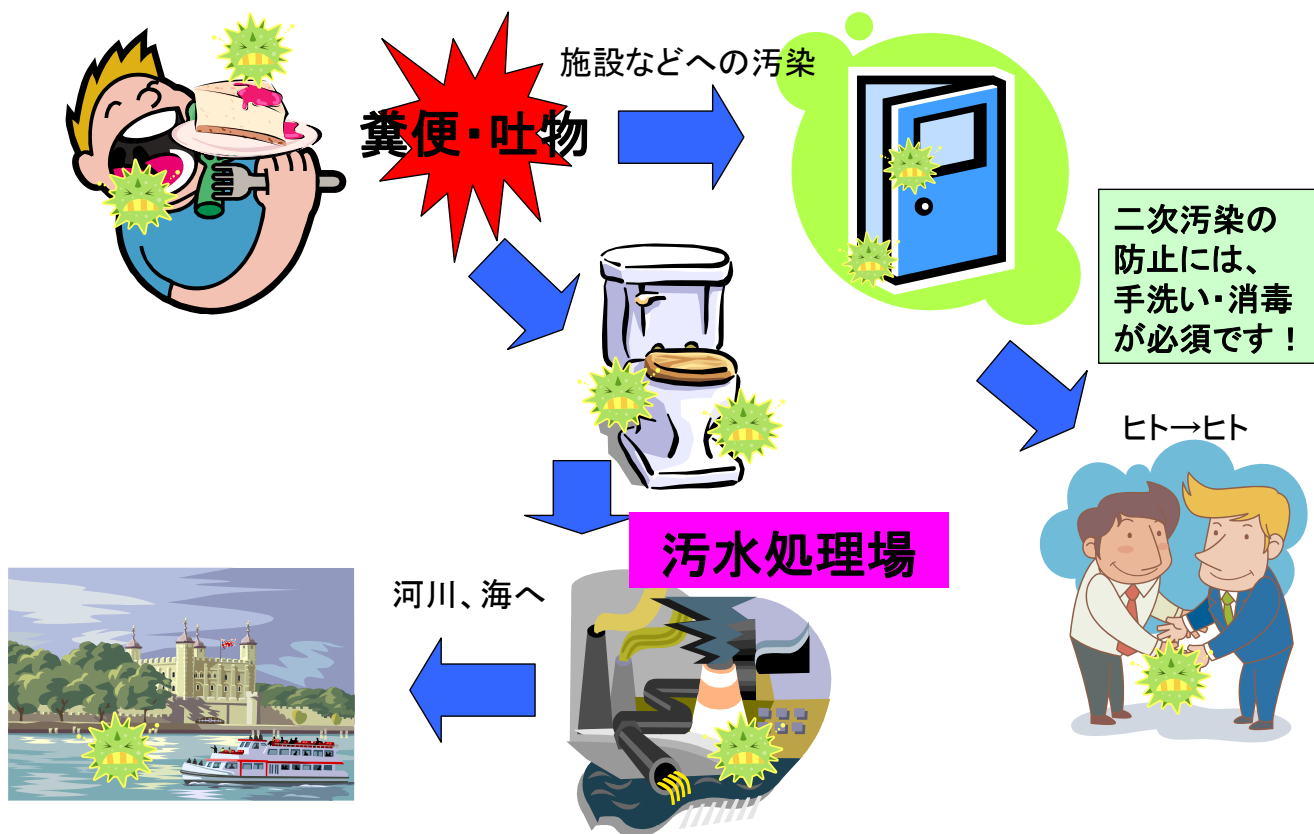 施設などへの汚染
糞便・吐物
二次汚染の
防止には、
手洗い・消毒
が必須です！
ヒト→ヒト
汚水処理場
河川、海へ